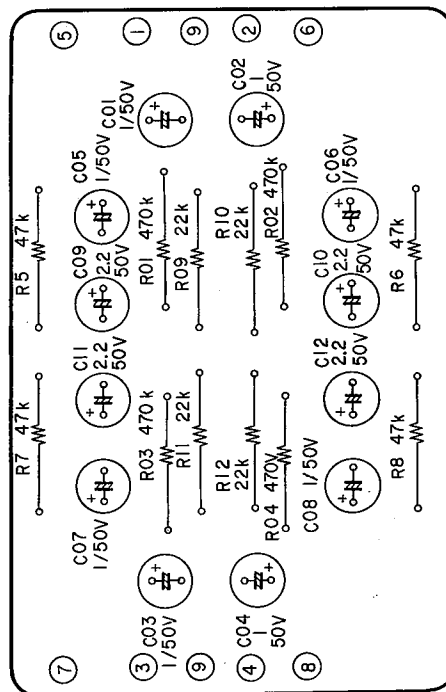 5
1
9
2
6
C01
1/50V
C02
1
50V
47k
R5
C05
1/50V
C09
2.2
50V
470k
R01
22k
R09
R10
22k
470k
R02
C06
1/50V
C10
2.2
50V
47k
R6
47k
R7
C11
2.2
50V
470k
R03
22k
R11
R12
22k
470V
R04
C12
2.2
50V
47k
R8
C07
1/50V
C08 1/50V
C03
1/50V
C04
1
50V
7
3
9
4
8